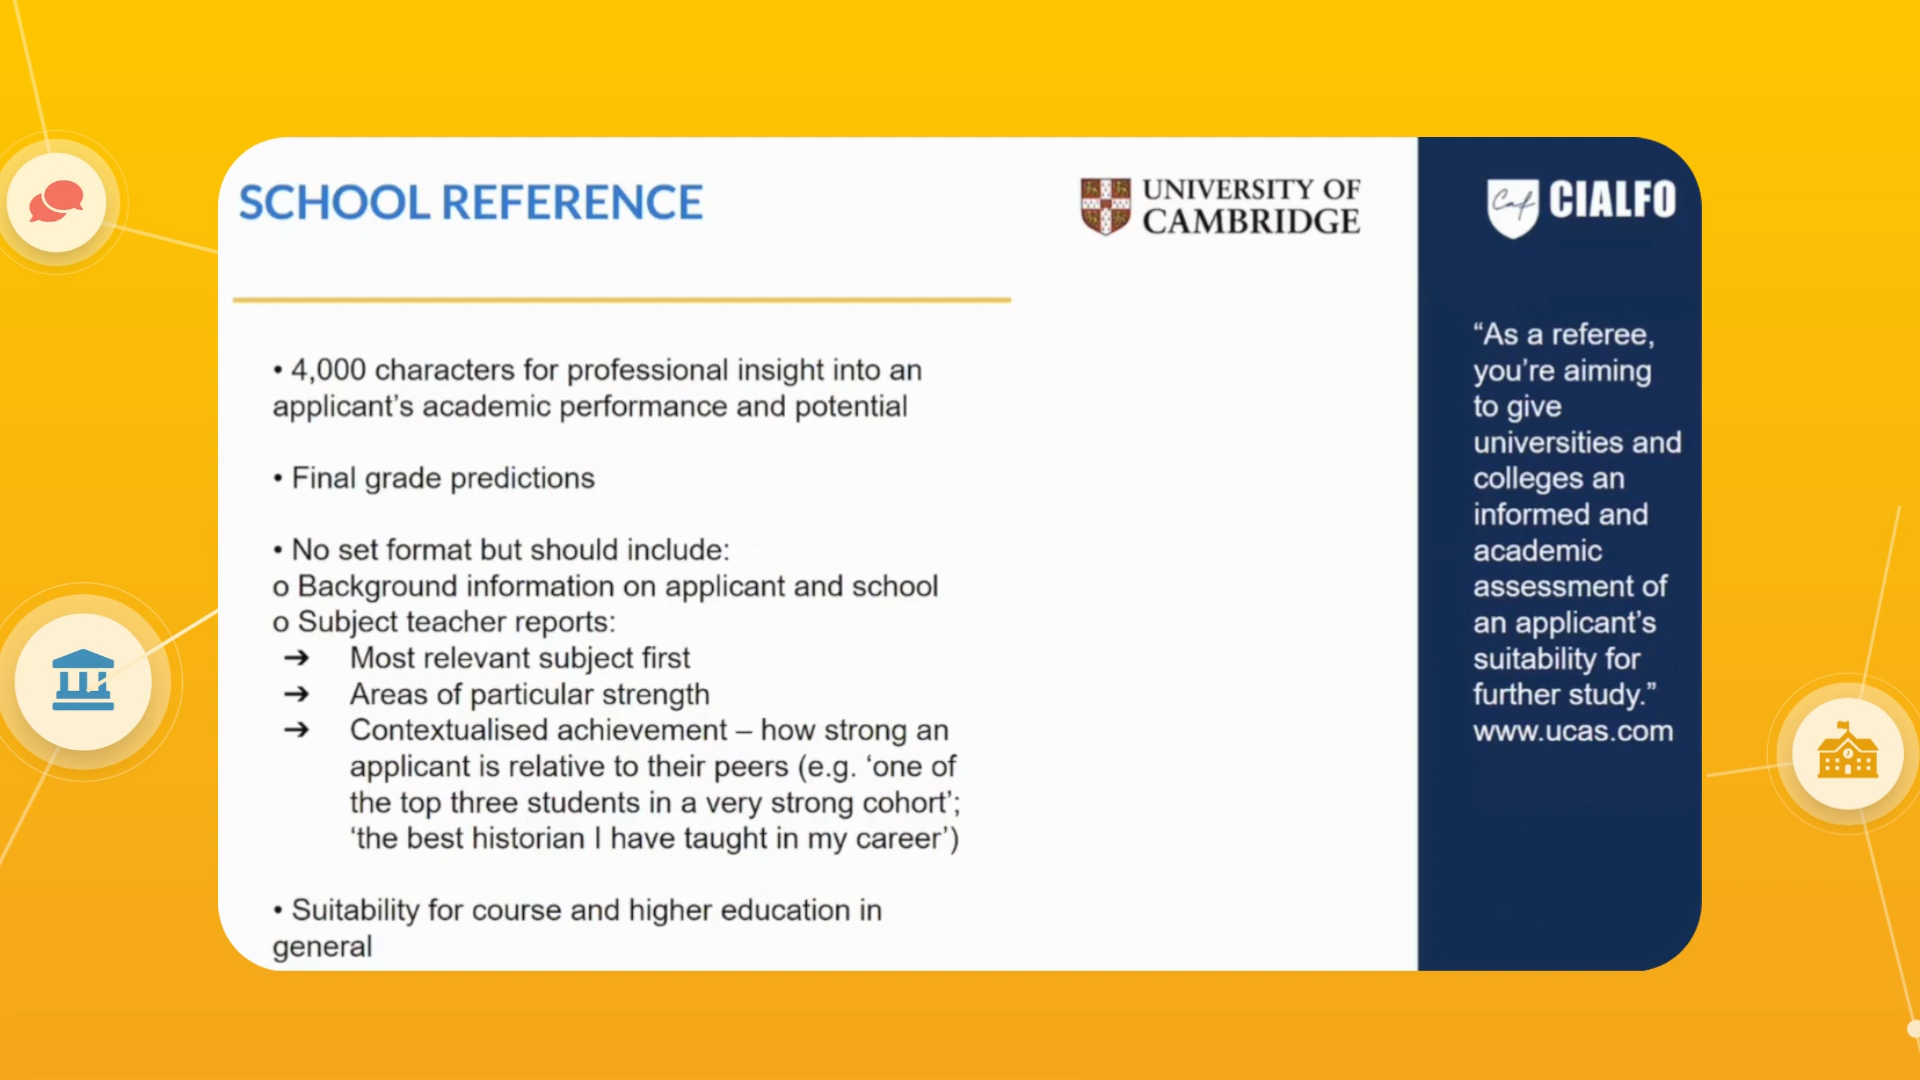 SCHOOL REFERENCE
UNIVERSITY OF
CAMBRIDGE
Caf CIALFO
• 4,000 characters for professional insight into an
applicant’s academic performance and potential
• Final grade predictions
• No set format but should include:
o Background information on applicant and school
o Subject teacher reports:
➔ Most relevant subject first
➔ Areas of particular strength
➔ Contextualised achievement – how strong an
applicant is relative to their peers (e.g. ‘one of
the top three students in a very strong cohort’;
‘the best historian I have taught in my career’)
• Suitability for course and higher education in
general
“As a referee,
you’re aiming
to give
universities and
colleges an
informed and
academic
assessment of
an applicant’s
suitability for
further study.”
www.ucas.com